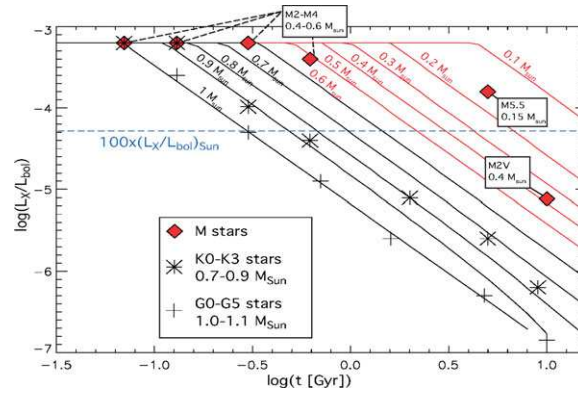 -3
-4
-5
-6
-7
log(L_X/L_bol)
M2-M4
0.4-0.6 M_sun
0.1 M_Sun
0.2 M_Sun
0.3 M_Sun
0.4 M_Sun
0.5 M_Sun
0.6 M_Sun
0.7 M_Sun
0.8 M_Sun
0.9 M_Sun
1 M_Sun
M5.5
0.15 M_sun
100x(L_X/L_bol)_Sun
M2V
0.4 M_sun
M stars
K0-K3 stars
0.7-0.9 M_Sun
G0-G5 stars
1.0-1.1 M_Sun
-1.5 -1.0 -0.5 0.0 0.5 1.0
log(t [Gyr])